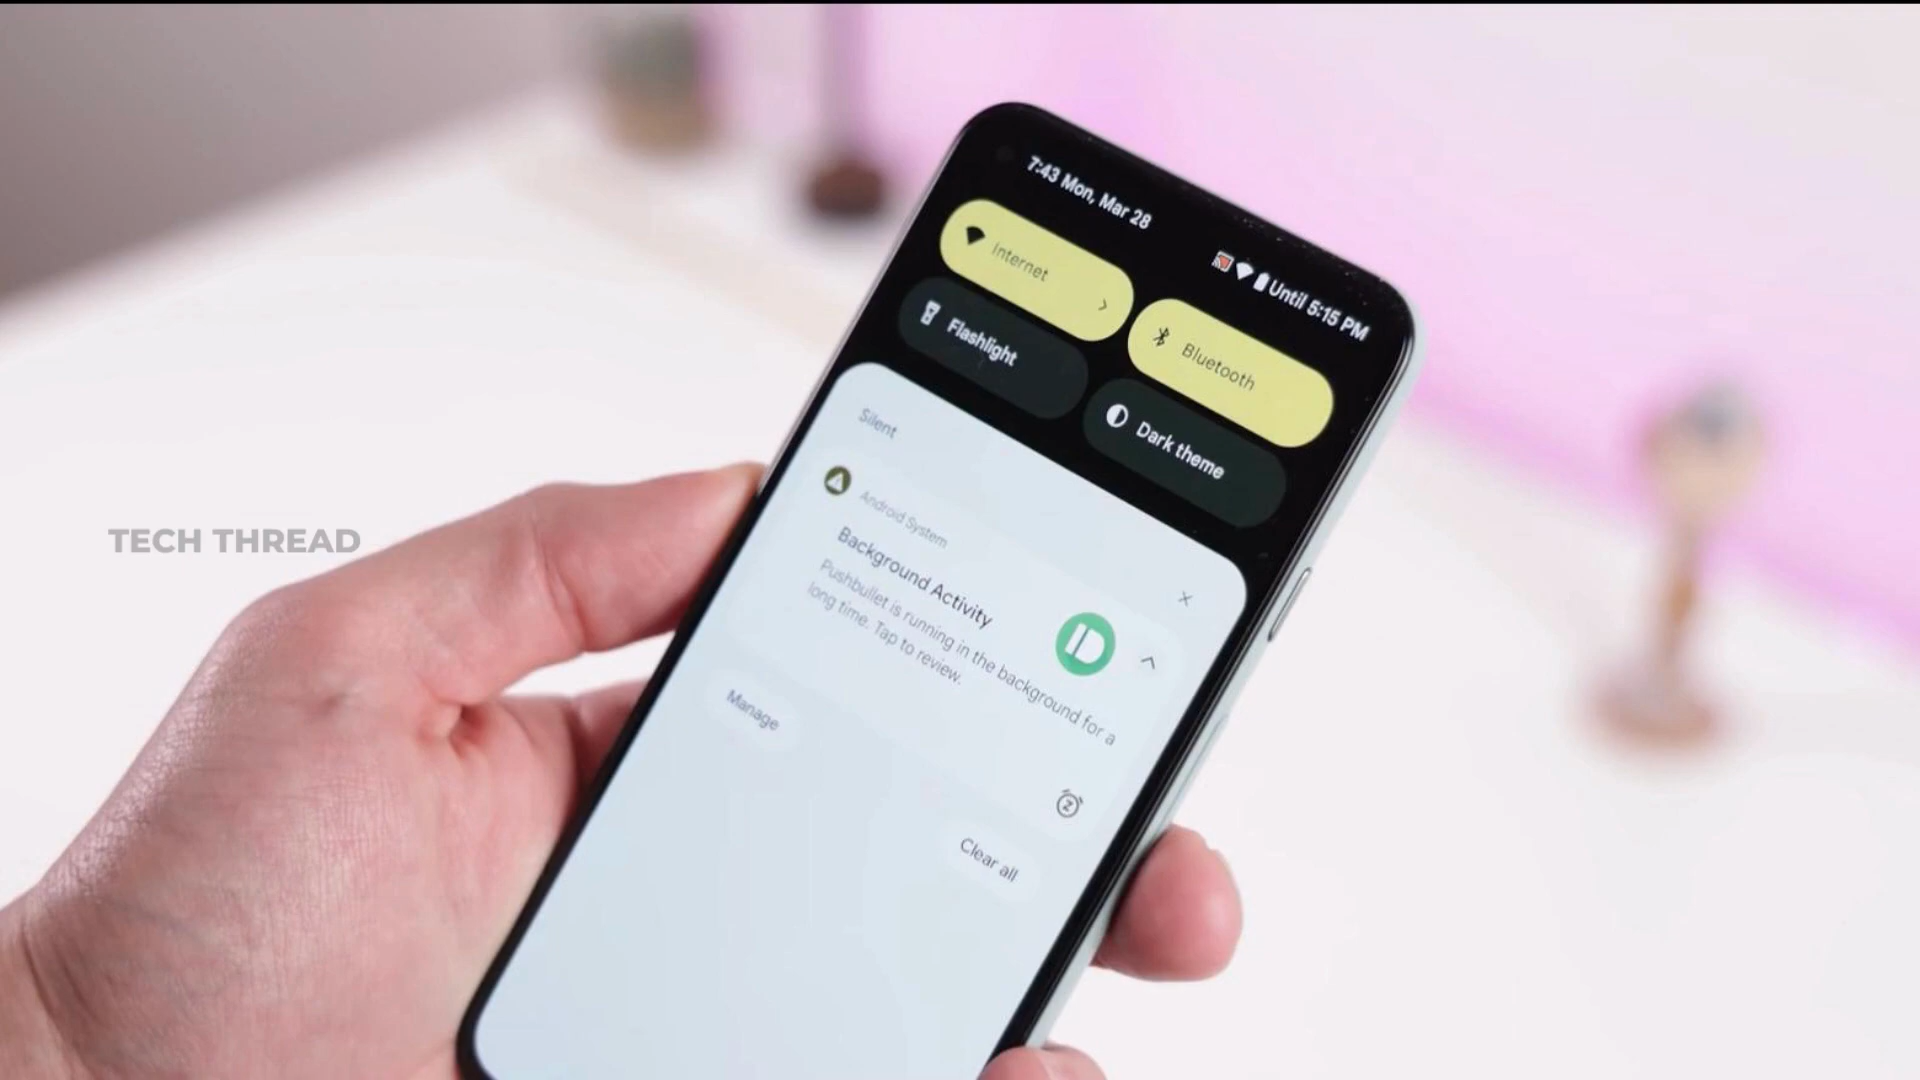 7:43 Mon, Mar 28
Until 5:15 PM
Internet
Bluetooth
Flashlight
Dark theme
Silent
Android System
Background Activity
Pushbullet is running in the background for a
long time. Tap to review.
Manage
Clear all
TECH THREAD